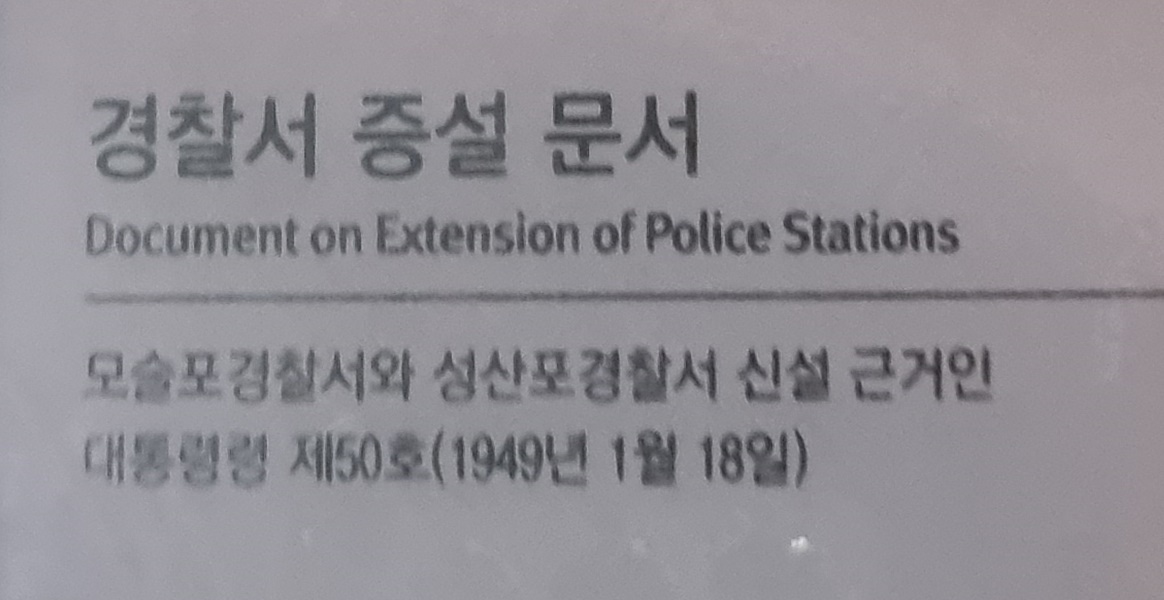 경찰서 증설 문서
Document on Extension of Police Stations
모슬포경찰서와 성산포경찰서 신설 근거인
대통령령 제50호(1949년 1월 18일)